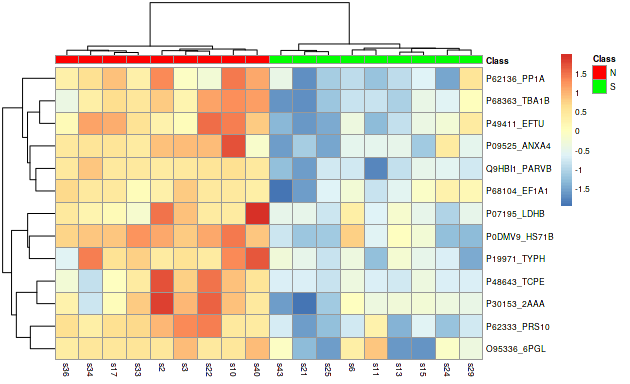 Class
Class
N
S
1.5
1
0.5
0
-0.5
-1
-1.5
P62136_PP1A
P68363_TBA1B
P49411_EFTU
P09525_ANXA4
Q9HBI1_PARVB
P68104_EF1A1
P07195_LDHB
P0DMV9_HS71B
P19971_TYPH
P48643_TCPE
P30153_2AAA
P62333_PRS10
O95336_6PGL
s36 s34 s17 s33 s2 s3 s22 s10 s40 s43 s21 s25 s6 s11 s13 s15 s24 s29